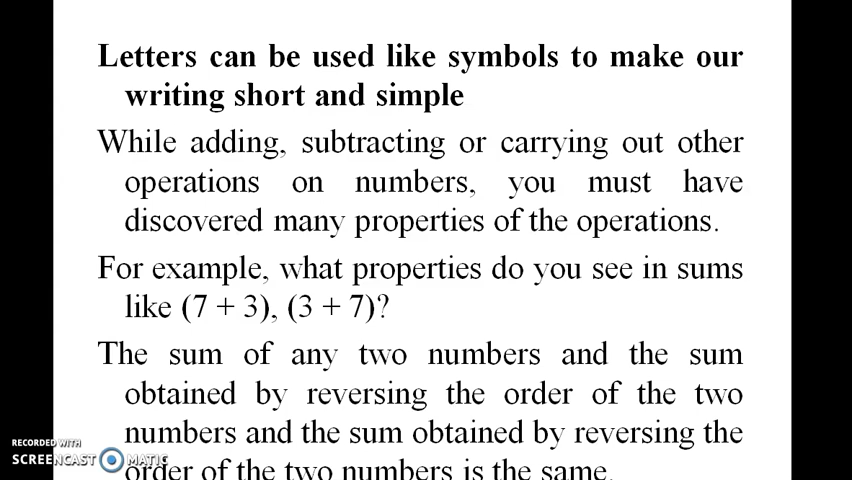 Letters can be used like symbols to make our
writing short and simple
While adding, subtracting or carrying out other
operations on numbers, you must have
discovered many properties of the operations.
For example, what properties do you see in sums
like (7 + 3), (3 + 7)?
The sum of any two numbers and the sum
obtained by reversing the order of the two
numbers and the sum obtained by reversing the
order of the two numbers is the same.
RECORDED WITH
SCREENCAST MATIC